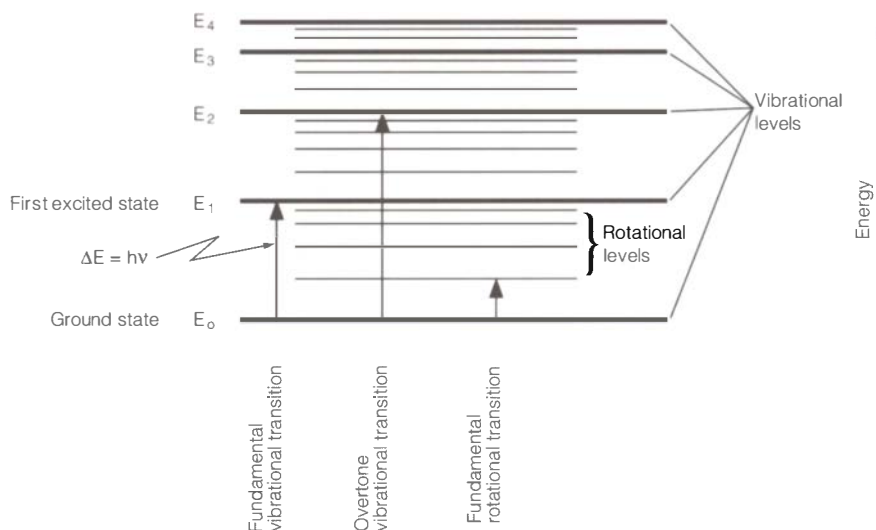 E₄
E₃
Vibrational
levels
E₂
First excited state E₁
Rotational
levels
ΔE = hν
Ground state Eₒ
Energy
Fundamental
vibrational transition
Overtone
vibrational transition
Fundamental
rotational transition